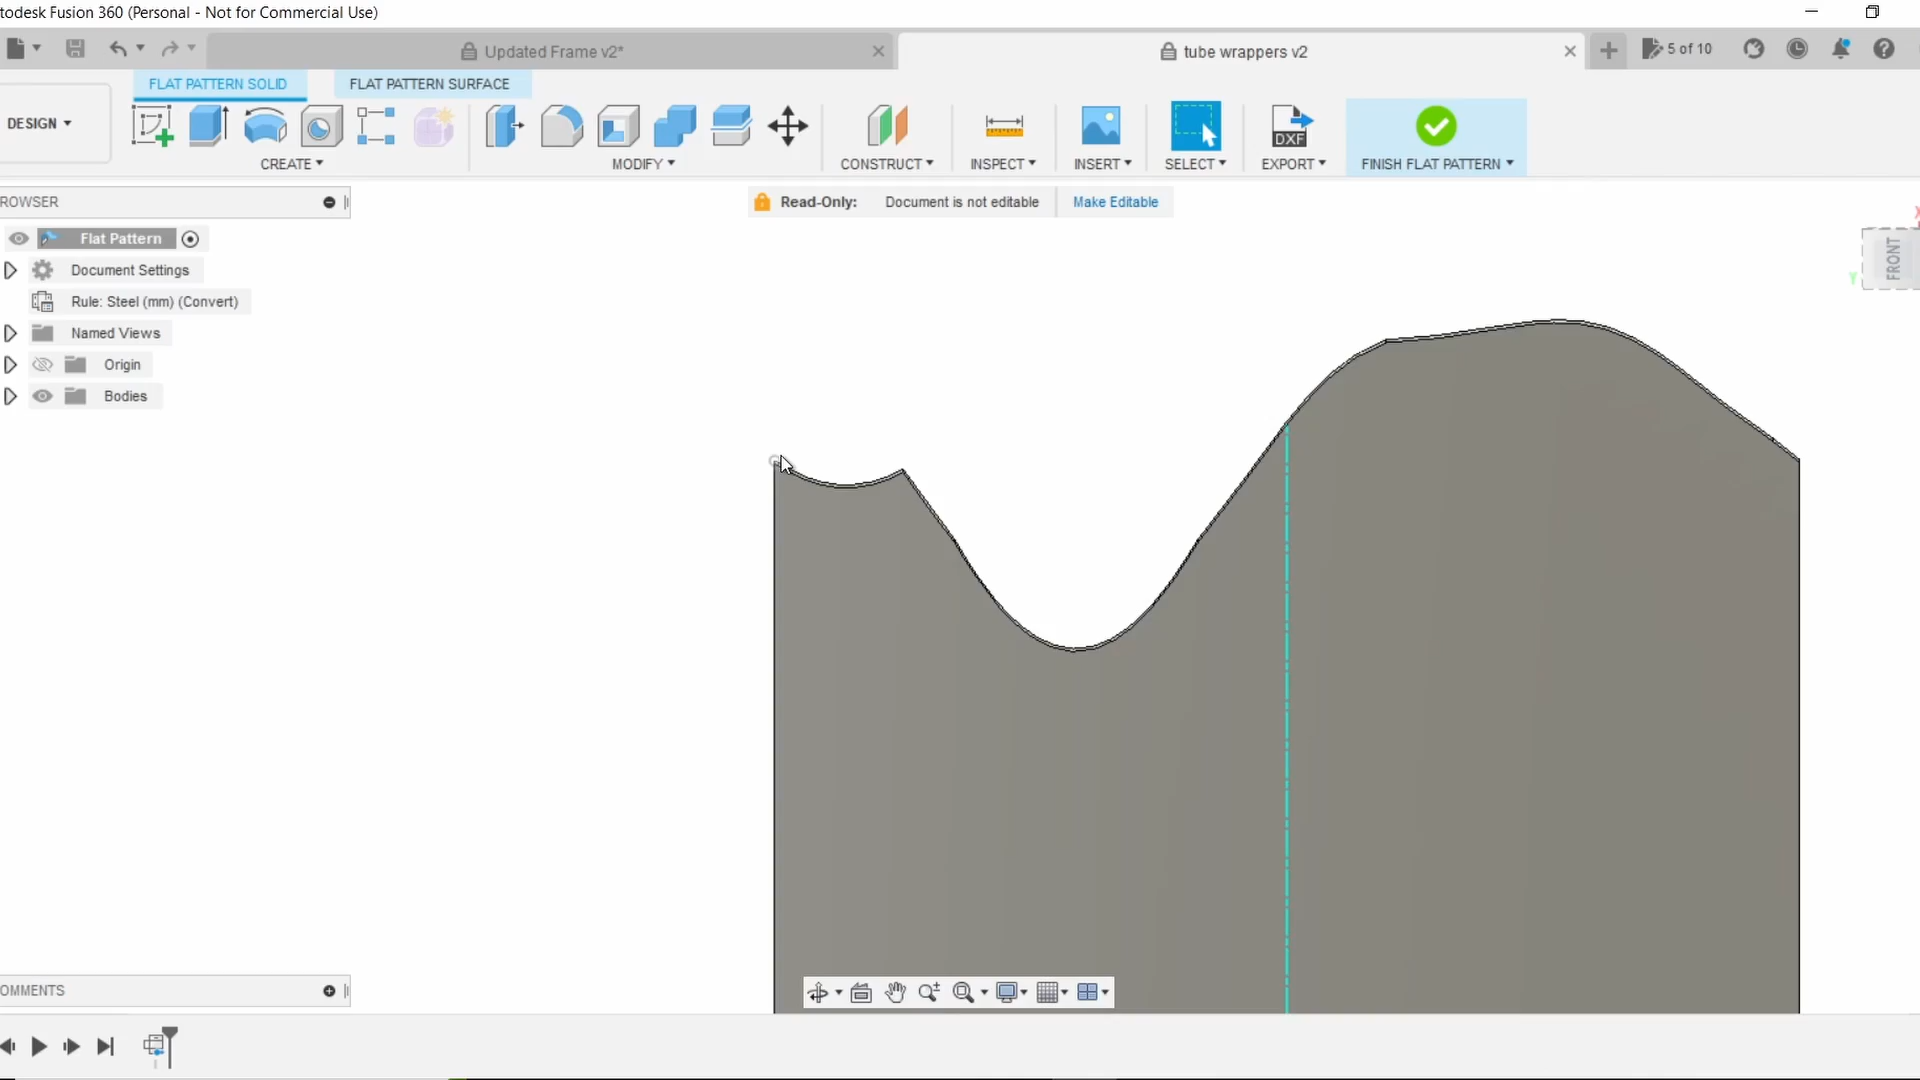 todesk Fusion 360 (Personal - Not for Commercial Use)
Updated Frame v2*
tube wrappers v2
5 of 10
FLAT PATTERN SOLID
FLAT PATTERN SURFACE
DESIGN
CREATE
MODIFY
CONSTRUCT
INSPECT
INSERT
SELECT
DXF
EXPORT
FINISH FLAT PATTERN
ROWSER
Read-Only:
Document is not editable
Make Editable
Flat Pattern
Document Settings
Rule: Steel (mm) (Convert)
Named Views
Origin
Bodies
X
FRONT
Y
OMMENTS